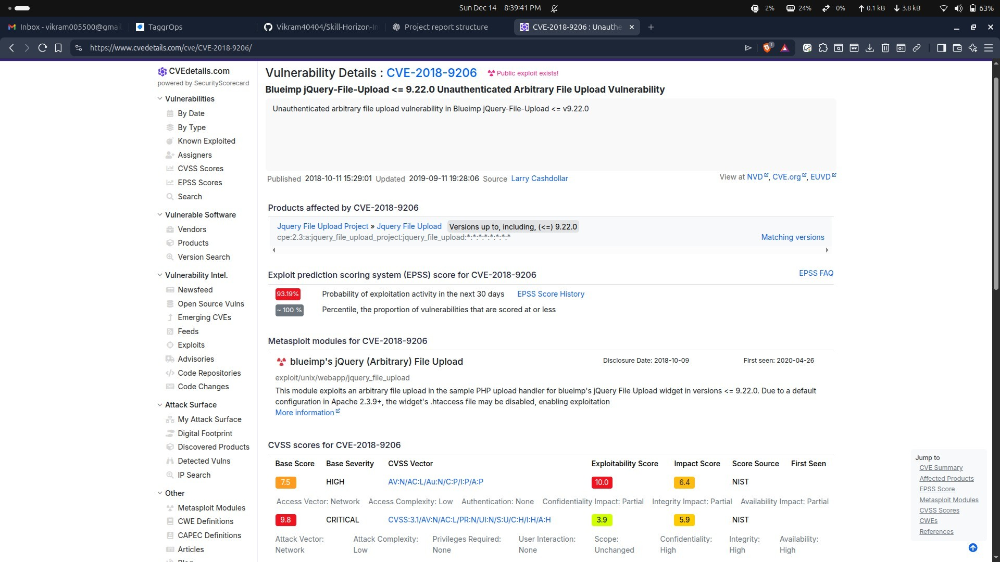 Sun Dec 14 8:39:41 PM 2% 24% 0% 0.1 kB 3.8 kB 63%
Inbox - vikram005500@gmai TaggrOps Vikram40404/Skill-Horizon-In Project report structure CVE-2018-9206 : Unauthe
https://www.cvedetails.com/cve/CVE-2018-9206/ 1
CVEdetails.com
powered by SecurityScorecard
Vulnerabilities
By Date
By Type
Known Exploited
Assigners
CVSS Scores
EPSS Scores
Search
Vulnerable Software
Vendors
Products
Version Search
Vulnerability Intel.
Newsfeed
Open Source Vulns
Emerging CVEs
Feeds
Exploits
Advisories
Code Repositories
Code Changes
Attack Surface
My Attack Surface
Digital Footprint
Discovered Products
Detected Vulns
IP Search
Other
Metasploit Modules
CWE Definitions
CAPEC Definitions
Articles
Blog
Vulnerability Details : CVE-2018-9206 Public exploit exists!
Blueimp jQuery-File-Upload <= 9.22.0 Unauthenticated Arbitrary File Upload Vulnerability
Unauthenticated arbitrary file upload vulnerability in Blueimp jQuery-File-Upload <= v9.22.0
Published 2018-10-11 15:29:01 Updated 2019-09-11 19:28:06 Source Larry Cashdollar View at NVD, CVE.org, EUVD
Products affected by CVE-2018-9206
Jquery File Upload Project » Jquery File Upload Versions up to, including, (<=) 9.22.0
cpe:2.3:a:jquery_file_upload_project:jquery_file_upload:*:*:*:*:*:*:*:* Matching versions
Exploit prediction scoring system (EPSS) score for CVE-2018-9206 EPSS FAQ
93.19% Probability of exploitation activity in the next 30 days EPSS Score History
~ 100 % Percentile, the proportion of vulnerabilities that are scored at or less
Metasploit modules for CVE-2018-9206
blueimp's jQuery (Arbitrary) File Upload Disclosure Date: 2018-10-09 First seen: 2020-04-26
exploit/unix/webapp/jquery_file_upload
This module exploits an arbitrary file upload in the sample PHP upload handler for blueimp's jQuery File Upload widget in versions <= 9.22.0. Due to a default
configuration in Apache 2.3.9+, the widget's .htaccess file may be disabled, enabling exploitation
More information
CVSS scores for CVE-2018-9206
Base Score Base Severity CVSS Vector Exploitability Score Impact Score Score Source First Seen
7.5 HIGH AV:N/AC:L/Au:N/C:P/I:P/A:P 10.0 6.4 NIST
Access Vector: Network Access Complexity: Low Authentication: None Confidentiality Impact: Partial Integrity Impact: Partial Availability Impact: Partial
9.8 CRITICAL CVSS:3.1/AV:N/AC:L/PR:N/UI:N/S:U/C:H/I:H/A:H 3.9 5.9 NIST
Attack Vector: Attack Complexity: Privileges Required: User Interaction: Scope: Confidentiality: Integrity: Availability:
Network Low None None Unchanged High High High
Jump to
CVE Summary
Affected Products
EPSS Score
Metasploit Modules
CVSS Scores
CWEs
References